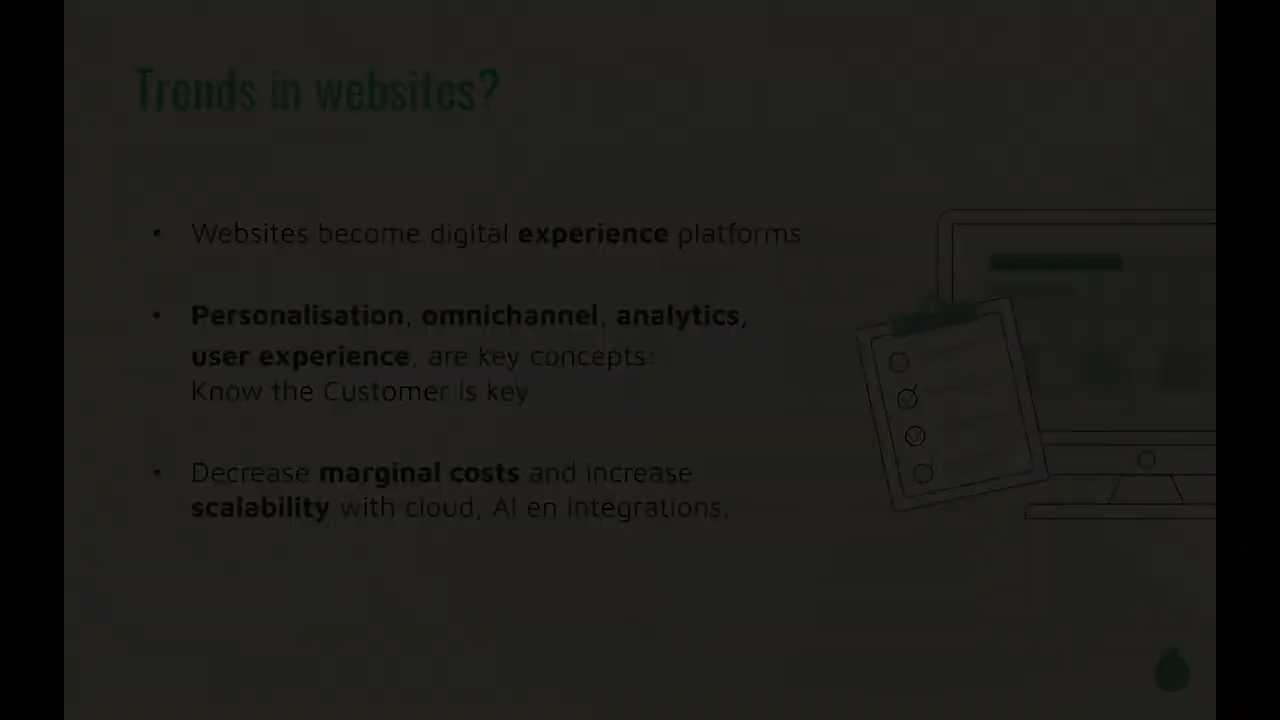 Trends in websites?
• Websites become digital experience platforms
• Personalisation, omnichannel, analytics,
user experience, are key concepts:
Know the Customer is key
• Decrease marginal costs and increase
scalability with cloud, AI en integrations.